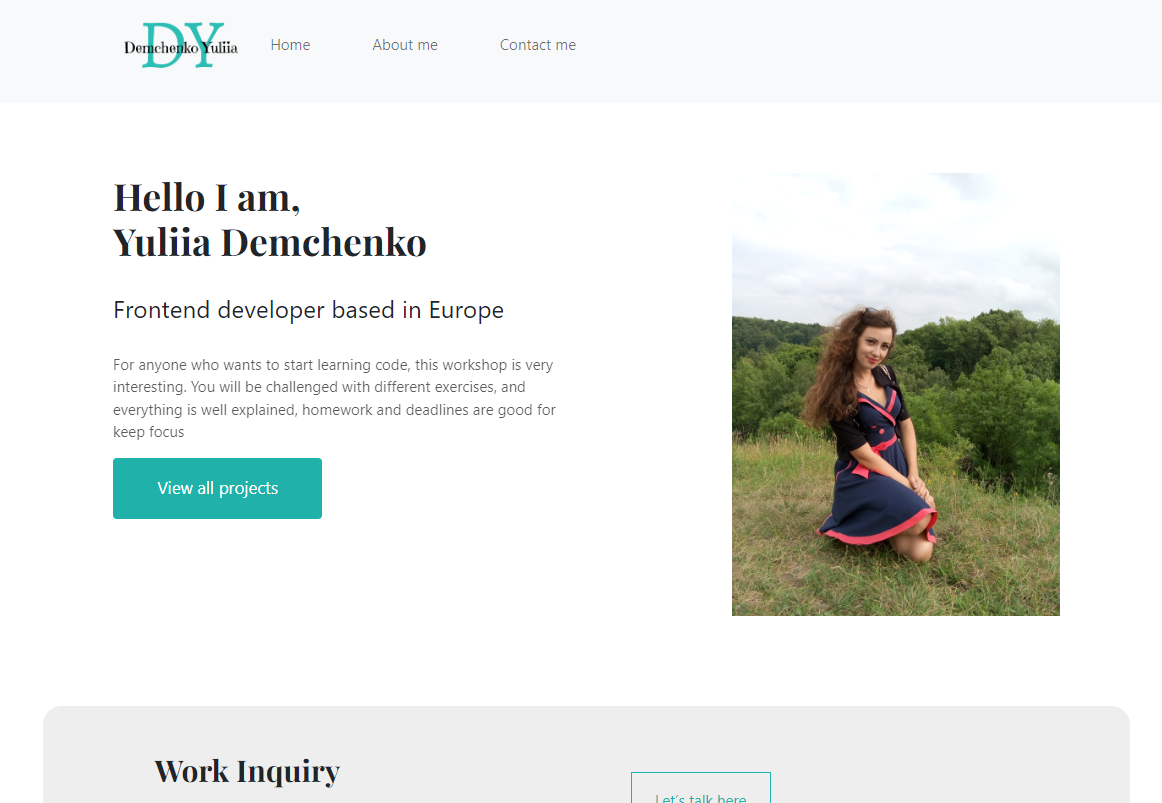 DY
Demchenko Yuliia
Home
About me
Contact me
Hello I am,
Yuliia Demchenko
Frontend developer based in Europe
For anyone who wants to start learning code, this workshop is very
interesting. You will be challenged with different exercises, and
everything is well explained, homework and deadlines are good for
keep focus
View all projects
Work Inquiry
Let's talk here